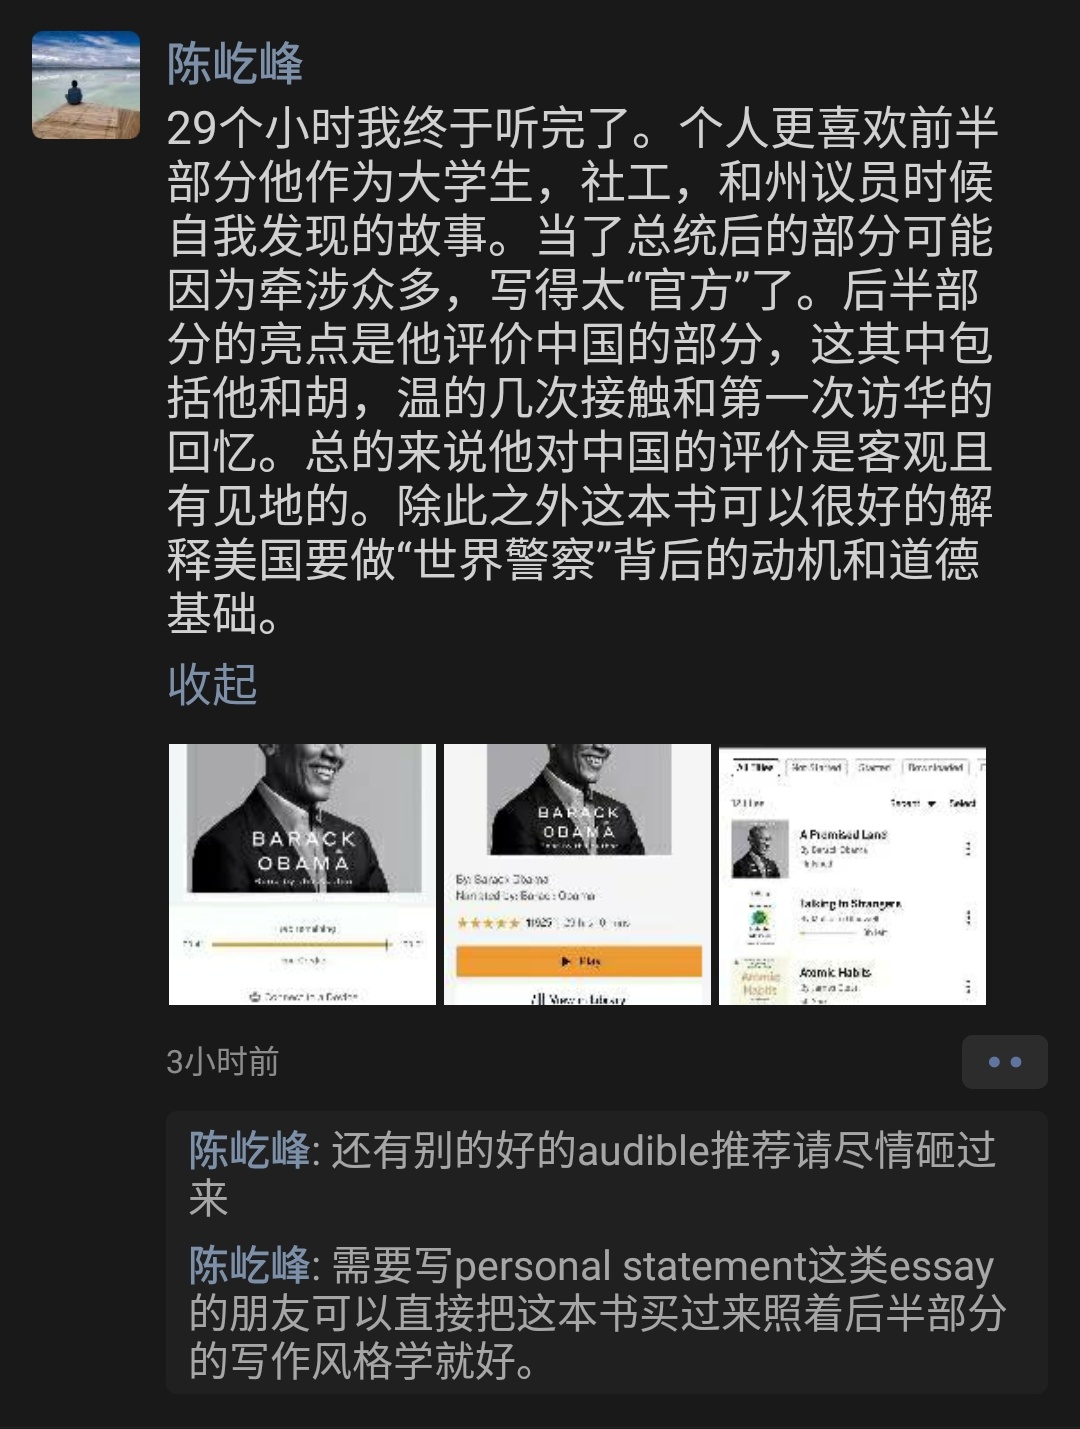 陈屹峰
29个小时我终于听完了。个人更喜欢前半
部分他作为大学生，社工，和州议员时候
自我发现的故事。当了总统后的部分可能
因为牵涉众多，写得太“官方”了。后半部
分的亮点是他评价中国的部分，这其中包
括他和胡，温的几次接触和第一次访华的
回忆。总的来说他对中国的评价是客观且
有见地的。除此之外这本书可以很好的解
释美国要做“世界警察”背后的动机和道德
基础。
收起
BARACK
OBAMA
Connect to a Device
BARACK
OBAMA
By: Barack Obama
Narrated by: Barack Obama
Play
View in Library
All Titles
Not Started
Started
Downloaded
Recent
Select
A Promised Land
By Barack Obama
Finished
Talking to Strangers
By Malcolm Gladwell
Atomic Habits
By James Clear
Atomic
Habits
3小时前
陈屹峰: 还有别的好的audible推荐请尽情砸过
来
陈屹峰: 需要写personal statement这类essay
的朋友可以直接把这本书买过来照着后半部分
的写作风格学就好。